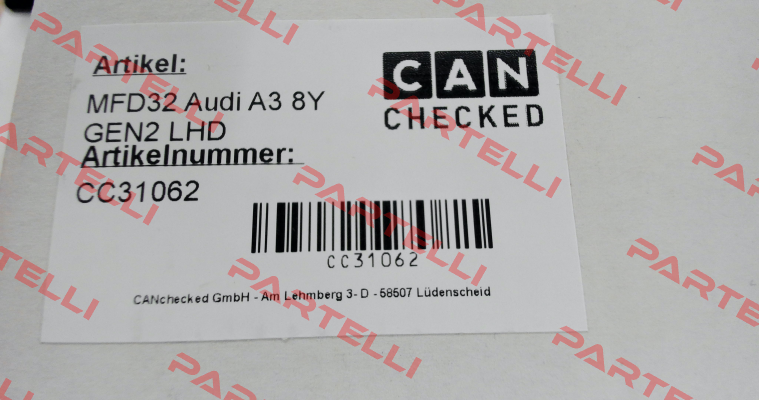 Artikel:
MFD32 Audi A3 8Y
GEN2 LHD
Artikelnummer:
CC31062
CAN
CHECKED
CC31062
CANchecked GmbH - Am Lehmberg 3- D - 58507 Lüdenscheid
PARTELLI
PARTELLI
PARTELLI
PARTELLI
PARTELLI
PARTELLI
PARTELLI
PARTELLI
PARTELLI